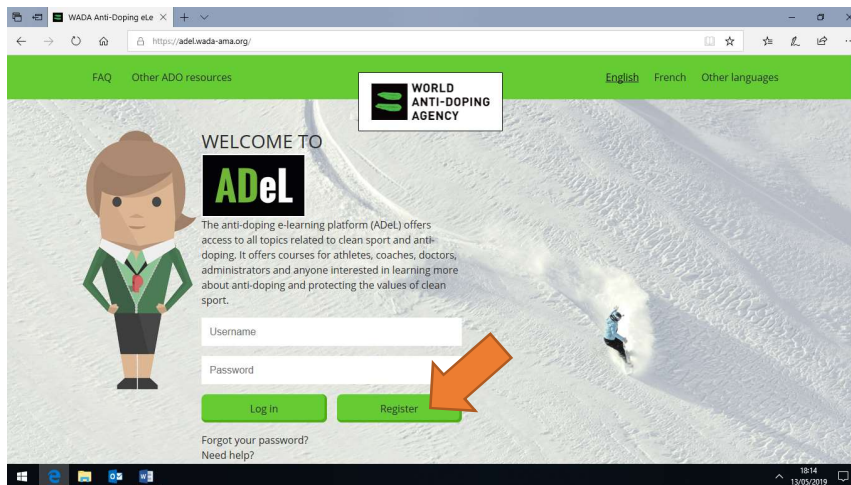 WADA Anti-Doping eLe
https://adel.wada-ama.org/
FAQ Other ADO resources
English French Other languages
WORLD
ANTI-DOPING
AGENCY
WELCOME TO
ADeL
The anti-doping e-learning platform (ADeL) offers
access to all topics related to clean sport and anti-
doping. It offers courses for athletes, coaches, doctors,
administrators and anyone interested in learning more
about anti-doping and protecting the values of clean
sport.
Username
Password
Log in Register
Forgot your password?
Need help?
18:14
13/05/2019